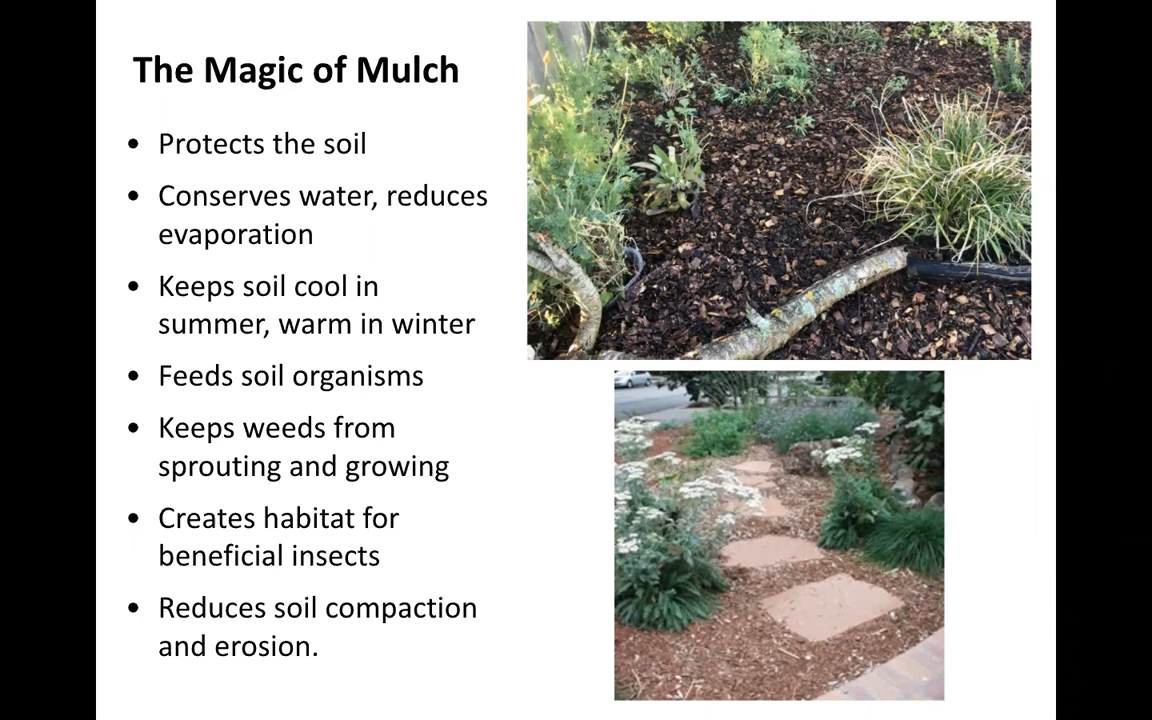 The Magic of Mulch
• Protects the soil
• Conserves water, reduces
evaporation
• Keeps soil cool in
summer, warm in winter
• Feeds soil organisms
• Keeps weeds from
sprouting and growing
• Creates habitat for
beneficial insects
• Reduces soil compaction
and erosion.